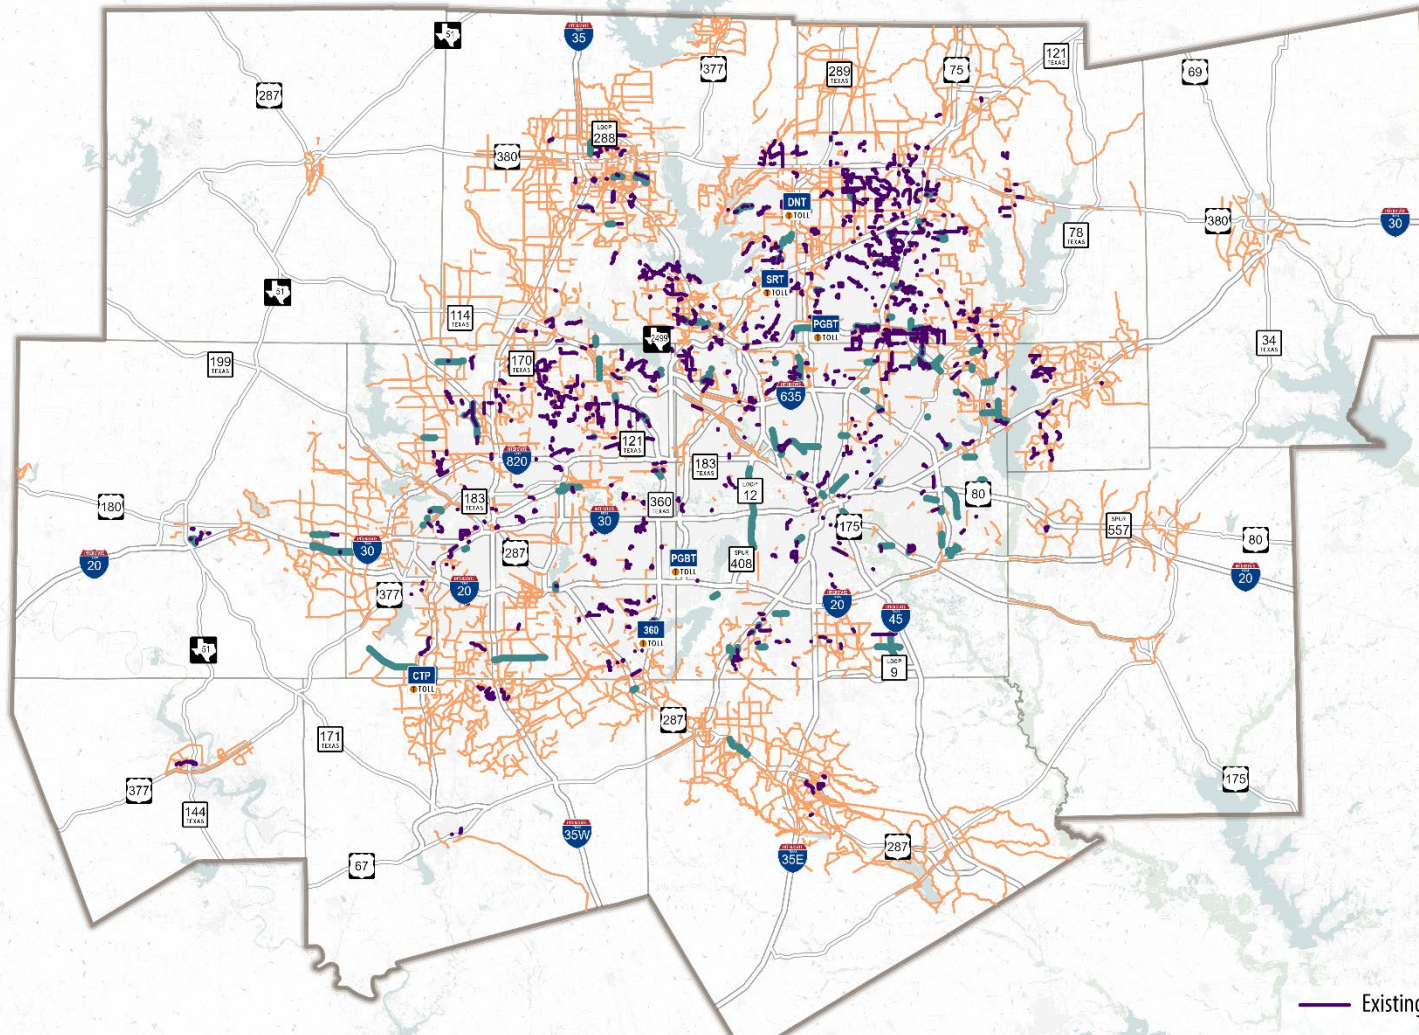 51
35
377
289
TEXAS
75
121
TEXAS
69
287
LOOP
288
380
DNT
TOLL
380
30
78
TEXAS
51
SRT
TOLL
114
TEXAS
PGBT
TOLL
2499
34
TEXAS
199
TEXAS
170
TEXAS
635
121
TEXAS
820
183
TEXAS
LOOP
12
80
183
TEXAS
360
TEXAS
180
30
175
SPUR
557
80
20
30
287
PGBT
TOLL
SPUR
408
20
377
20
20
45
51
360
TOLL
LOOP
9
CTP
TOLL
287
171
TEXAS
377
175
144
TEXAS
35W
67
35E
287
Existing